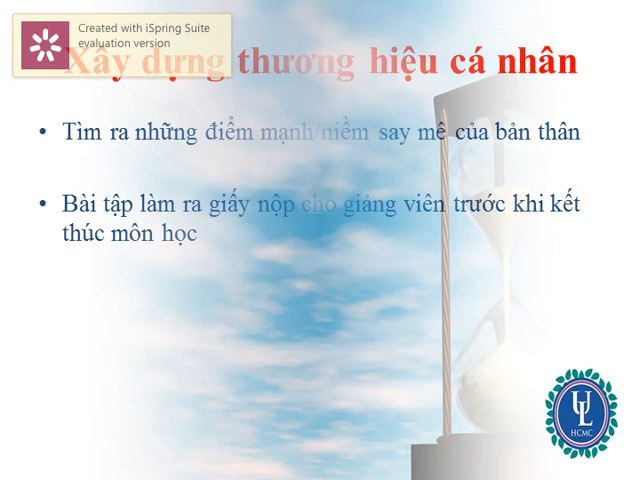 Created with iSpring Suite
evaluation version
Xây dựng thương hiệu cá nhân
• Tìm ra những điểm mạnh/niềm say mê của bản thân
• Bài tập làm ra giấy nộp cho giảng viên trước khi kết
thúc môn học
UL
HCMC